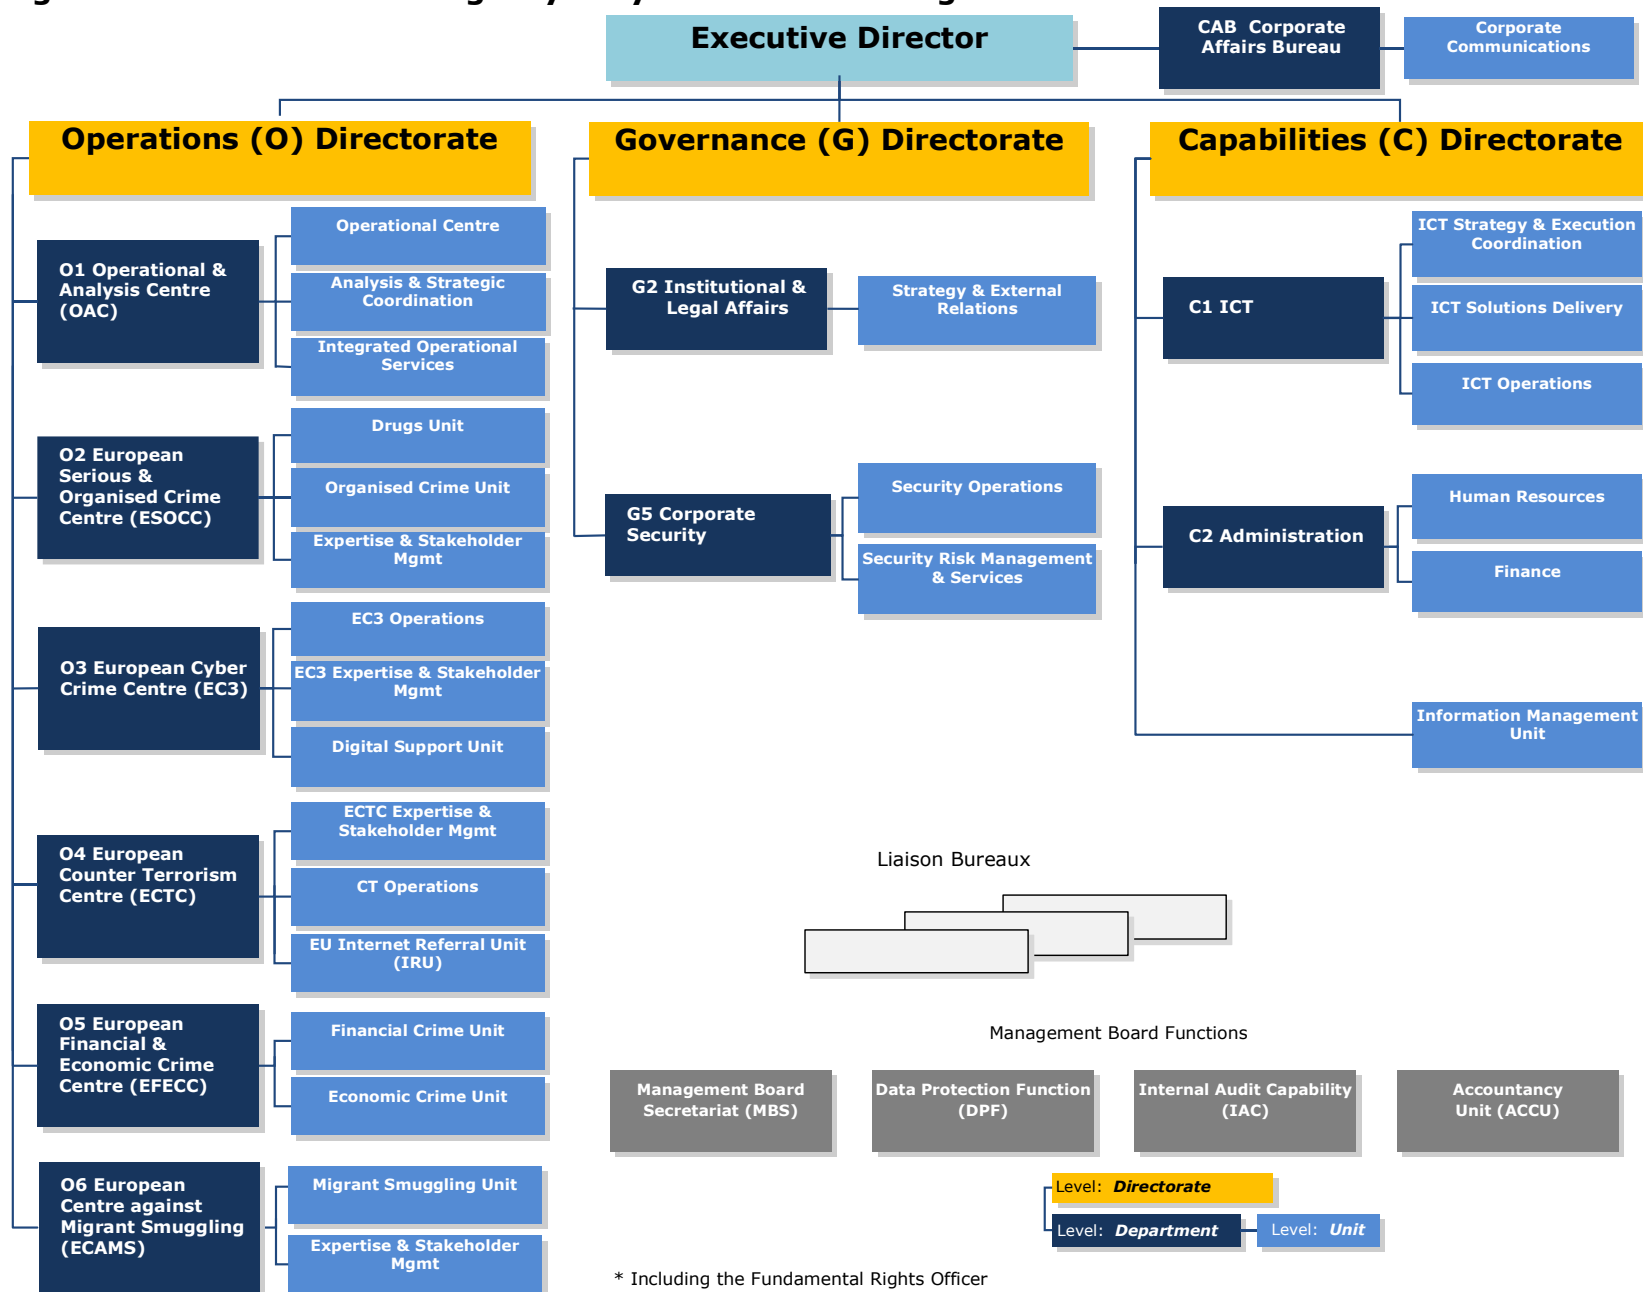 Executive Director
CAB Corporate
Affairs Bureau
Corporate
Communications
Operations (O) Directorate
Governance (G) Directorate
Capabilities (C) Directorate
O1 Operational &
Analysis Centre
(OAC)
Operational Centre
Analysis & Strategic
Coordination
Integrated Operational
Services
O2 European
Serious &
Organised Crime
Centre (ESOCC)
Drugs Unit
Organised Crime Unit
Expertise & Stakeholder
Mgmt
O3 European Cyber
Crime Centre (EC3)
EC3 Operations
EC3 Expertise & Stakeholder
Mgmt
Digital Support Unit
O4 European
Counter Terrorism
Centre (ECTC)
ECTC Expertise &
Stakeholder Mgmt
CT Operations
EU Internet Referral Unit
(IRU)
O5 European
Financial &
Economic Crime
Centre (EFECC)
Financial Crime Unit
Economic Crime Unit
O6 European
Centre against
Migrant Smuggling
(ECAMS)
Migrant Smuggling Unit
Expertise & Stakeholder
Mgmt
G2 Institutional &
Legal Affairs
Strategy & External
Relations
G5 Corporate
Security
Security Operations
Security Risk Management
& Services
C1 ICT
ICT Strategy & Execution
Coordination
ICT Solutions Delivery
ICT Operations
C2 Administration
Human Resources
Finance
Information Management
Unit
Liaison Bureaux
Management Board Functions
Management Board
Secretariat (MBS)
Data Protection Function
(DPF)
Internal Audit Capability
(IAC)
Accountancy
Unit (ACCU)
Level: Directorate
Level: Department
Level: Unit
* Including the Fundamental Rights Officer